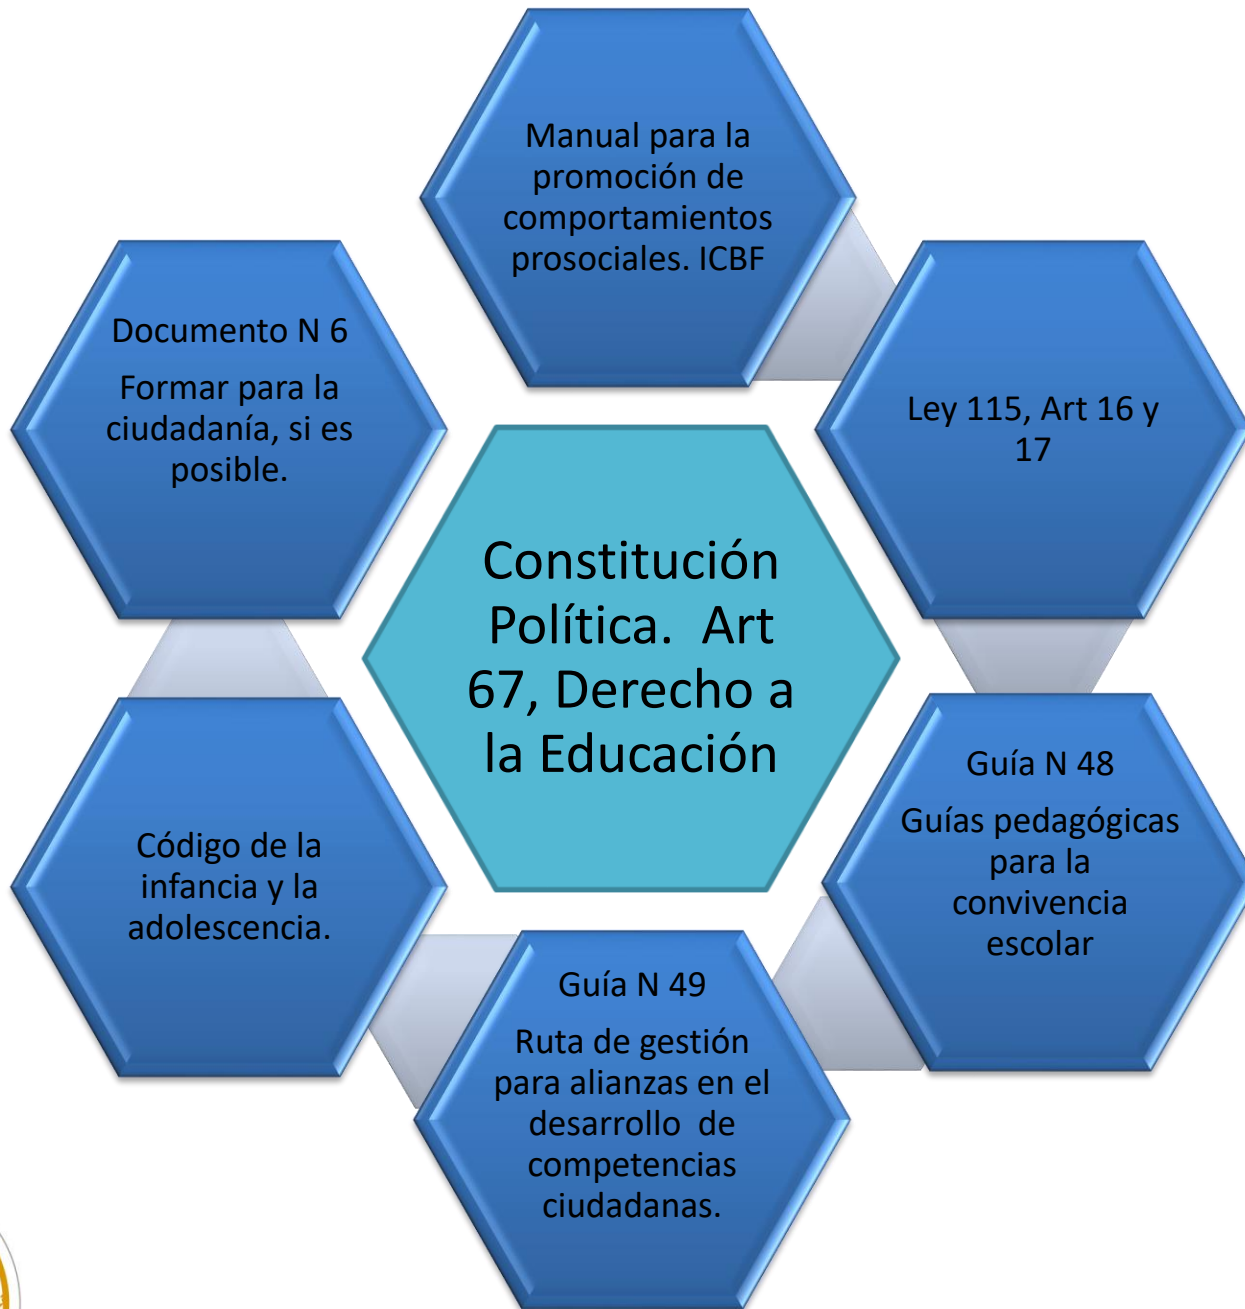 Manual para la
promoción de
comportamientos
prosociales. ICBF
Ley 115, Art 16 y
17
Guía N 48
Guías pedagógicas
para la
convivencia
escolar
Guía N 49
Ruta de gestión
para alianzas en el
desarrollo de
competencias
ciudadanas.
Código de la
infancia y la
adolescencia.
Documento N 6
Formar para la
ciudadanía, si es
posible.
Constitución
Política. Art
67, Derecho a
la Educación